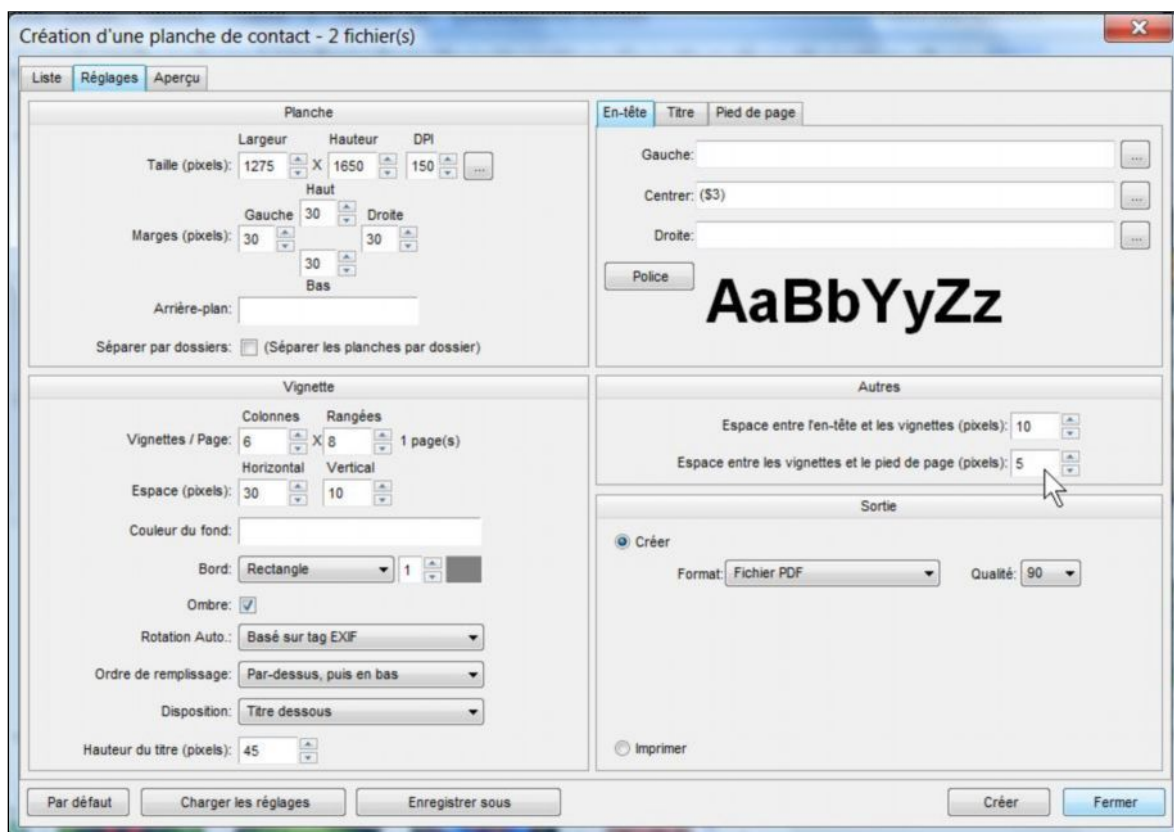 Création d'une planche de contact - 2 fichier(s)
Liste Réglages Aperçu
Planche
Largeur Hauteur DPI
Taille (pixels): 1275 X 1650 150 ...
Haut
Gauche 30 Droite
Marges (pixels): 30 30
30
Bas
Arrière-plan:
Séparer par dossiers: (Séparer les planches par dossier)
Vignette
Colonnes Rangées
Vignettes / Page: 6 X 8 1 page(s)
Horizontal Vertical
Espace (pixels): 30 10
Couleur du fond:
Bord: Rectangle 1
Ombre:
Rotation Auto.: Basé sur tag EXIF
Ordre de remplissage: Par-dessus, puis en bas
Disposition: Titre dessous
Hauteur du titre (pixels): 45
En-tête Titre Pied de page
Gauche: ...
Centrer: ($3) ...
Droite: ...
Police AaBbYyZz
Autres
Espace entre l'en-tête et les vignettes (pixels): 10
Espace entre les vignettes et le pied de page (pixels): 5
Sortie
Créer
Format: Fichier PDF Qualité: 90
Imprimer
Par défaut Charger les réglages Enregistrer sous Créer Fermer